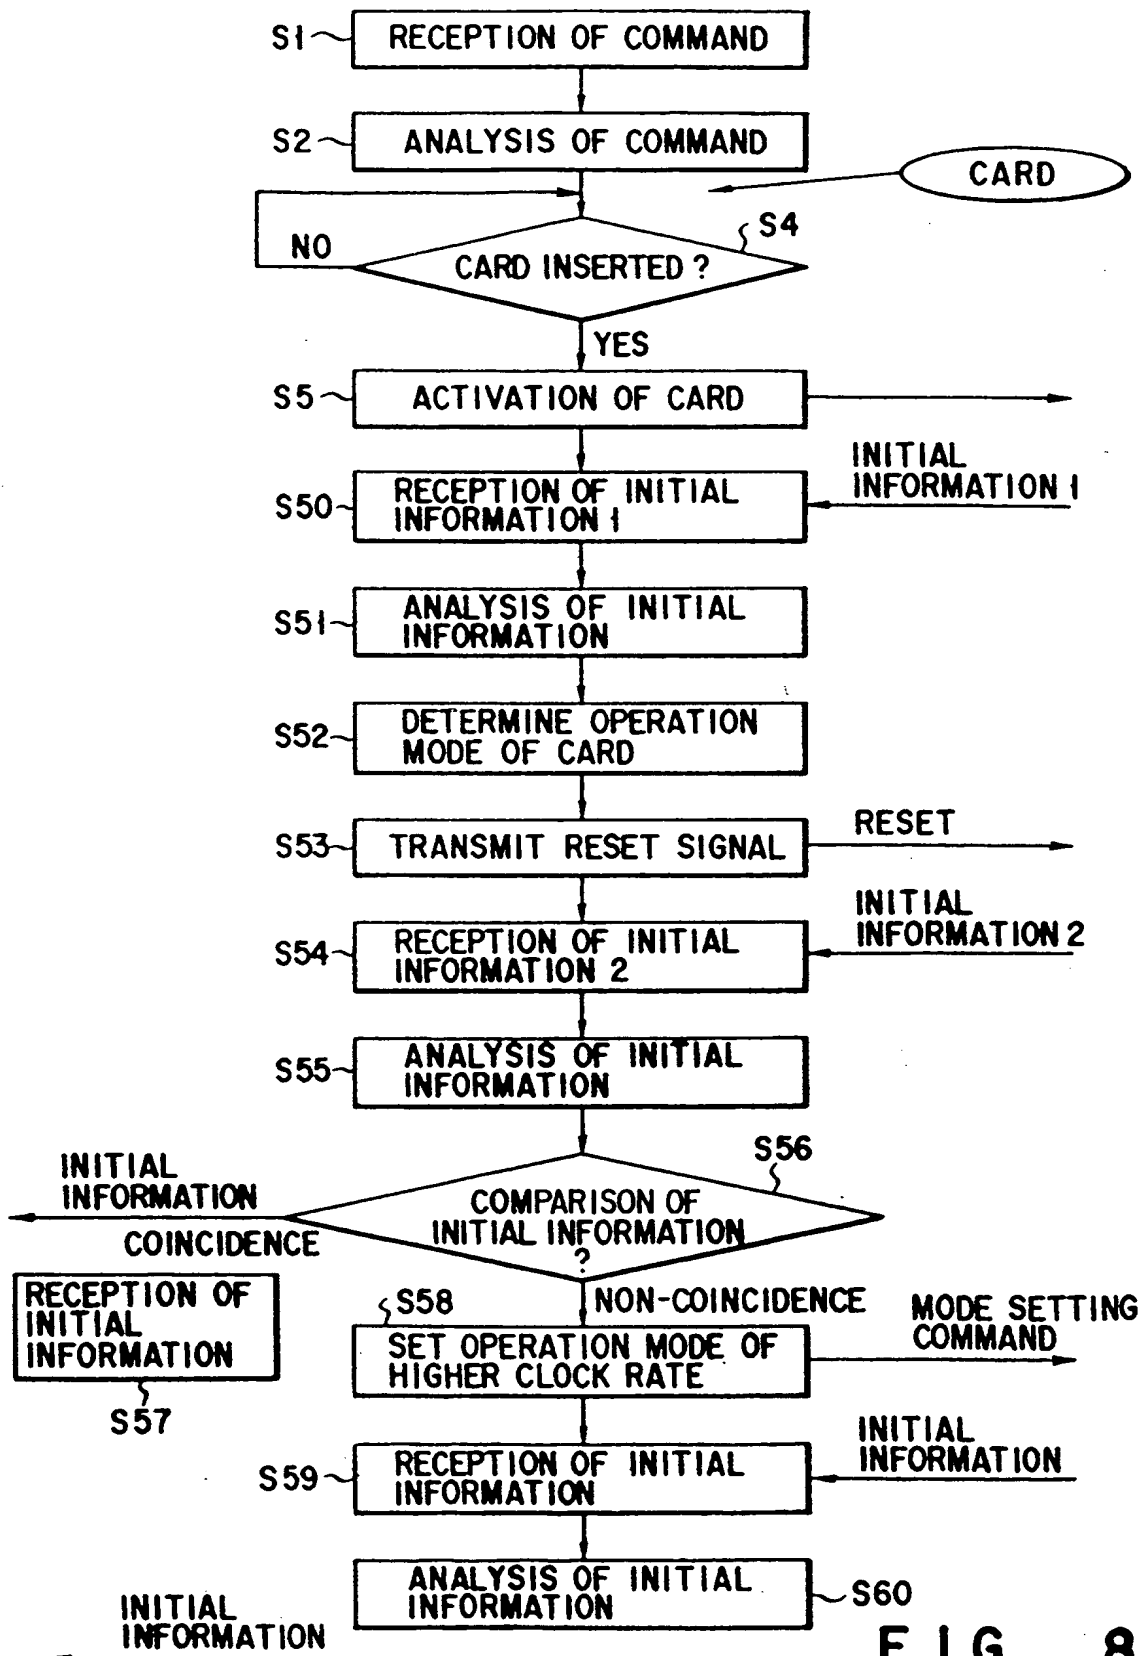 S1
RECEPTION OF COMMAND
S2
ANALYSIS OF COMMAND
CARD
S4
NO
CARD INSERTED ?
YES
S5
ACTIVATION OF CARD
INITIAL
INFORMATION 1
S50
RECEPTION OF INITIAL
INFORMATION 1
S51
ANALYSIS OF INITIAL
INFORMATION
S52
DETERMINE OPERATION
MODE OF CARD
RESET
S53
TRANSMIT RESET SIGNAL
INITIAL
INFORMATION 2
S54
RECEPTION OF INITIAL
INFORMATION 2
S55
ANALYSIS OF INITIAL
INFORMATION
S56
INITIAL
INFORMATION
COINCIDENCE
COMPARISON OF
INITIAL INFORMATION
?
RECEPTION OF
INITIAL
INFORMATION
S57
NON-COINCIDENCE
S58
SET OPERATION MODE OF
HIGHER CLOCK RATE
MODE SETTING
COMMAND
INITIAL
INFORMATION
S59
RECEPTION OF INITIAL
INFORMATION
ANALYSIS OF INITIAL
INFORMATION
S60
INITIAL
INFORMATION
FIG. 8